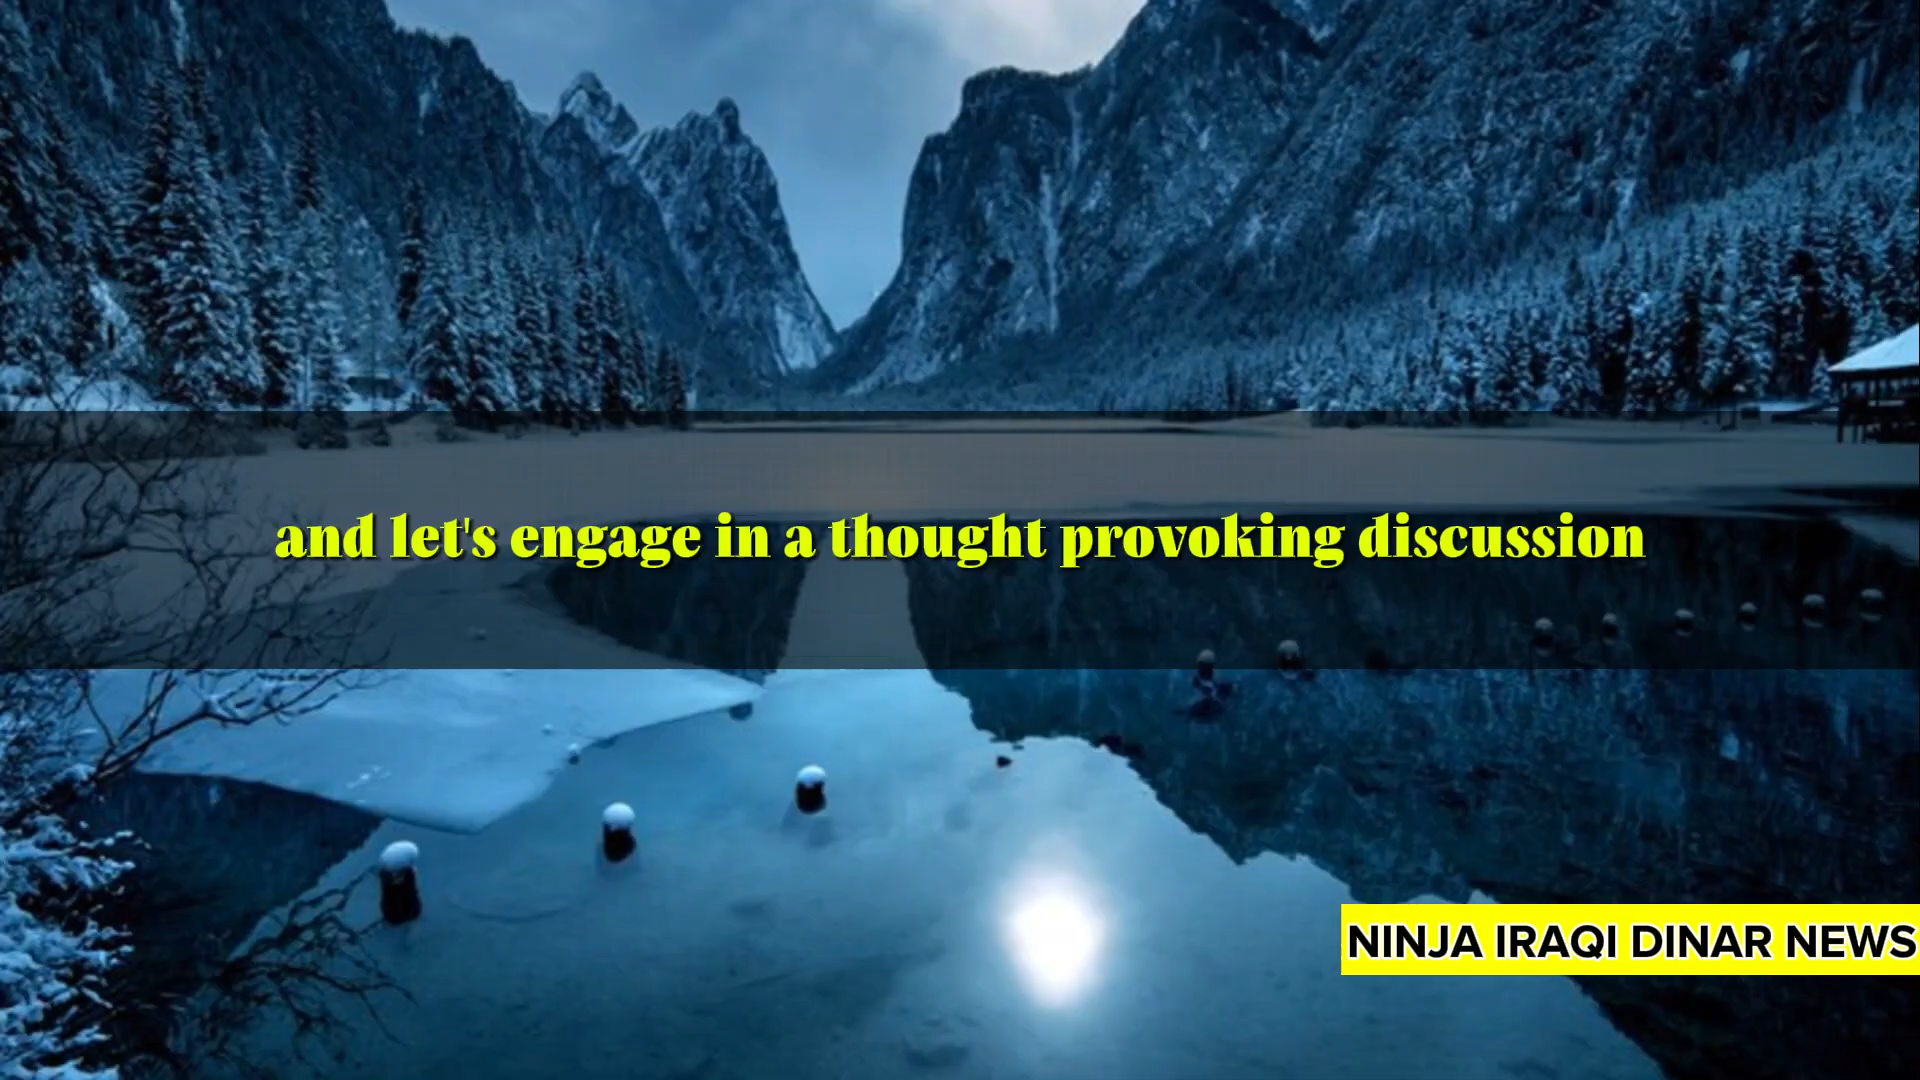 and let's engage in a thought provoking discussion
NINJA IRAQI DINAR NEWS